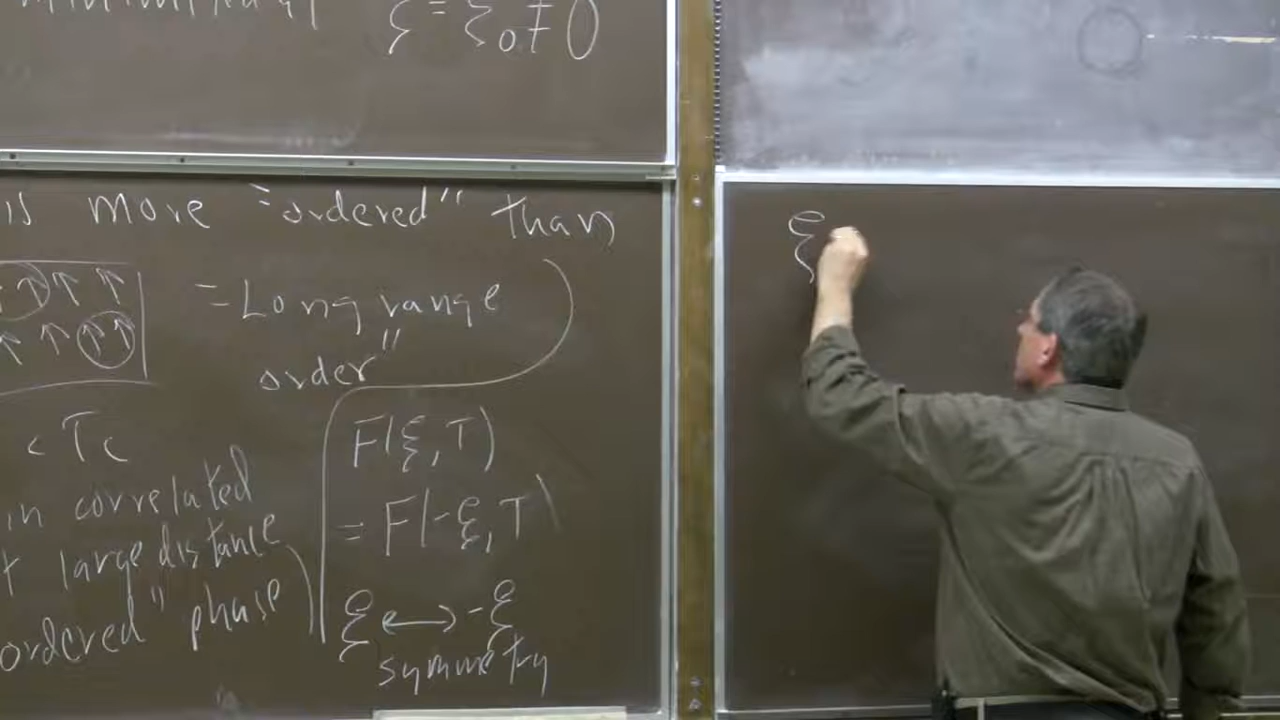 ξ = ξ₀ ≠ 0
is more "ordered" than
= Long range
order"
< Tc
in correlated
large distance
ordered" phase
F(ξ, T)
= F(-ξ, T)
ξ ↔ -ξ
symmetry
ξ